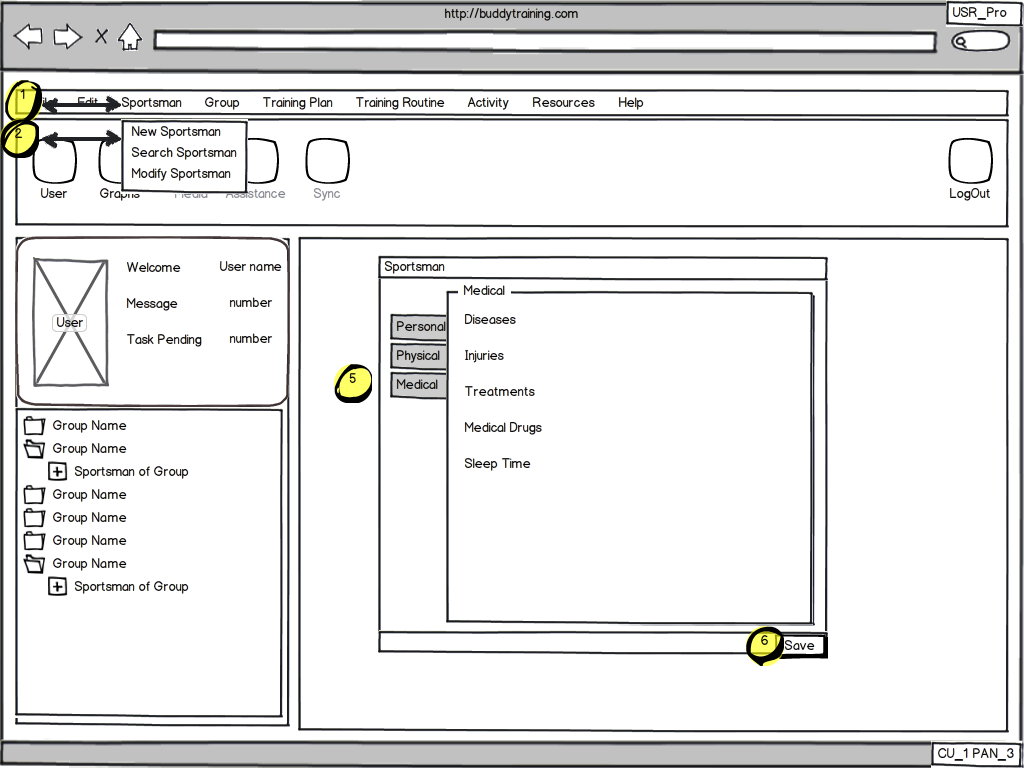 http://buddytraining.com
USR_Pro
1
Edit Sportsman Group Training Plan Training Routine Activity Resources Help
2
New Sportsman
Search Sportsman
Modify Sportsman
User Graphs Media Assistance Sync LogOut
Welcome User name
Message number
User
Task Pending number
Group Name
Group Name
Sportsman of Group
Group Name
Group Name
Group Name
Group Name
Sportsman of Group
Sportsman
Medical
Personal
Physical
Medical
5
Diseases
Injuries
Treatments
Medical Drugs
Sleep Time
6
Save
CU_1 PAN_3